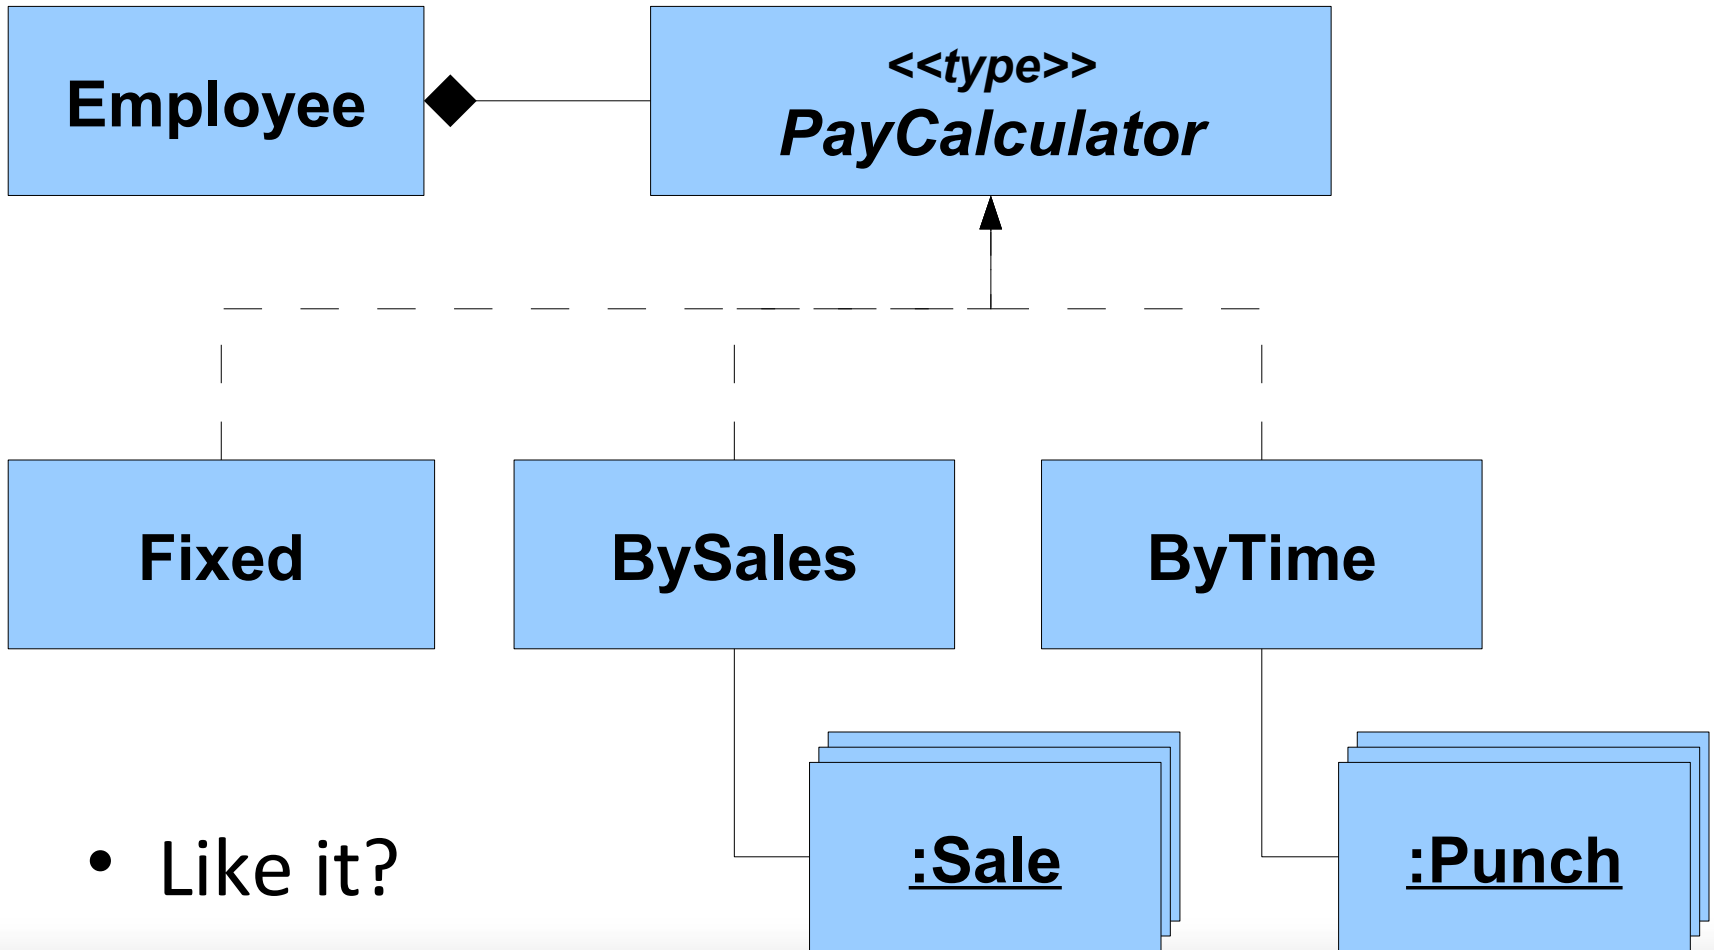 Employee
<<type>>
PayCalculator
Fixed
BySales
ByTime
:Sale
:Punch
• Like it?